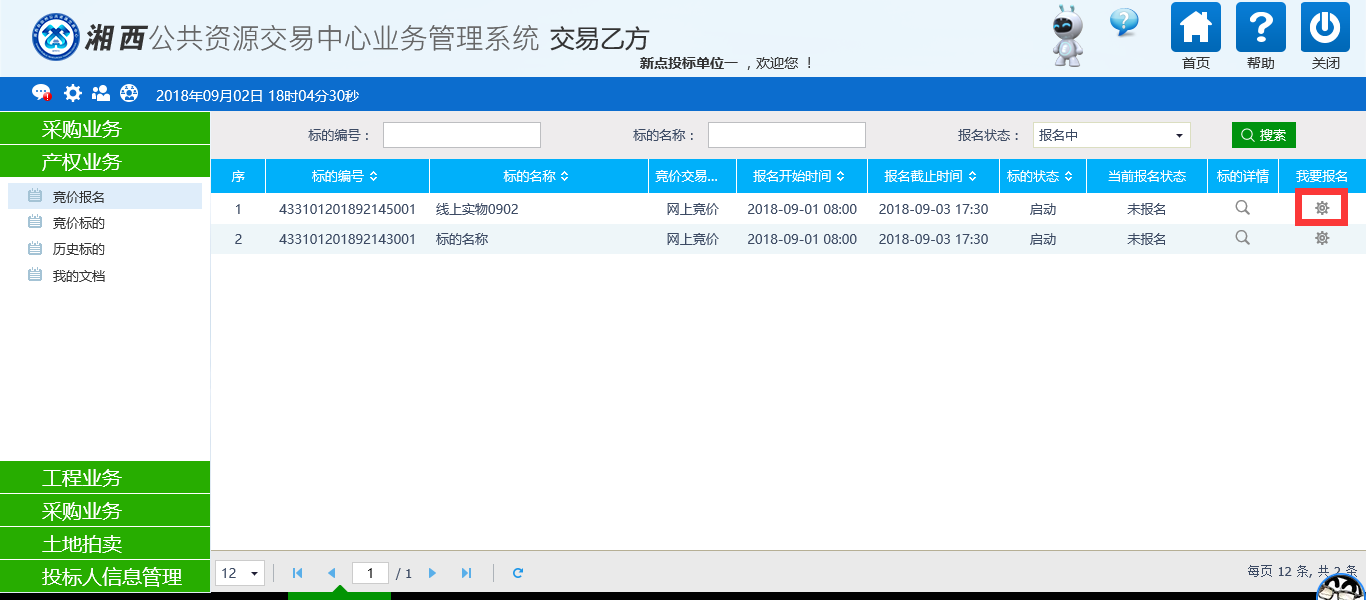 湘西公共资源交易中心业务管理系统 交易乙方
新点投标单位一 ，欢迎您 ！
首页 帮助 关闭
2018年09月02日 18时04分30秒
采购业务
产权业务
竞价报名
竞价标的
历史标的
我的文档
工程业务
采购业务
土地拍卖
投标人信息管理
标的编号： 标的名称： 报名状态： 报名中 搜索
序 标的编号 标的名称 竞价交易... 报名开始时间 报名截止时间 标的状态 当前报名状态 标的详情 我要报名
1 433101201892145001 线上实物0902 网上竞价 2018-09-01 08:00 2018-09-03 17:30 启动 未报名
2 433101201892143001 标的名称 网上竞价 2018-09-01 08:00 2018-09-03 17:30 启动 未报名
12 1 / 1 每页 12 条, 共 2 条